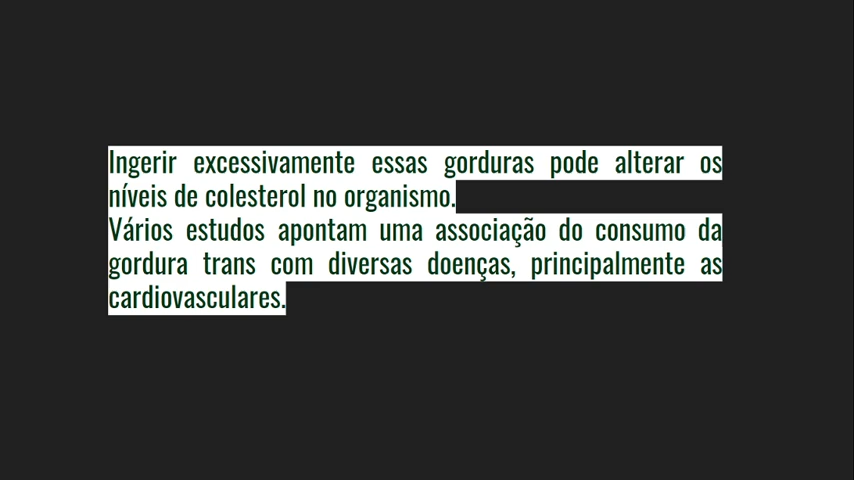 Ingerir excessivamente essas gorduras pode alterar os
níveis de colesterol no organismo.
Vários estudos apontam uma associação do consumo da
gordura trans com diversas doenças, principalmente as
cardiovasculares.